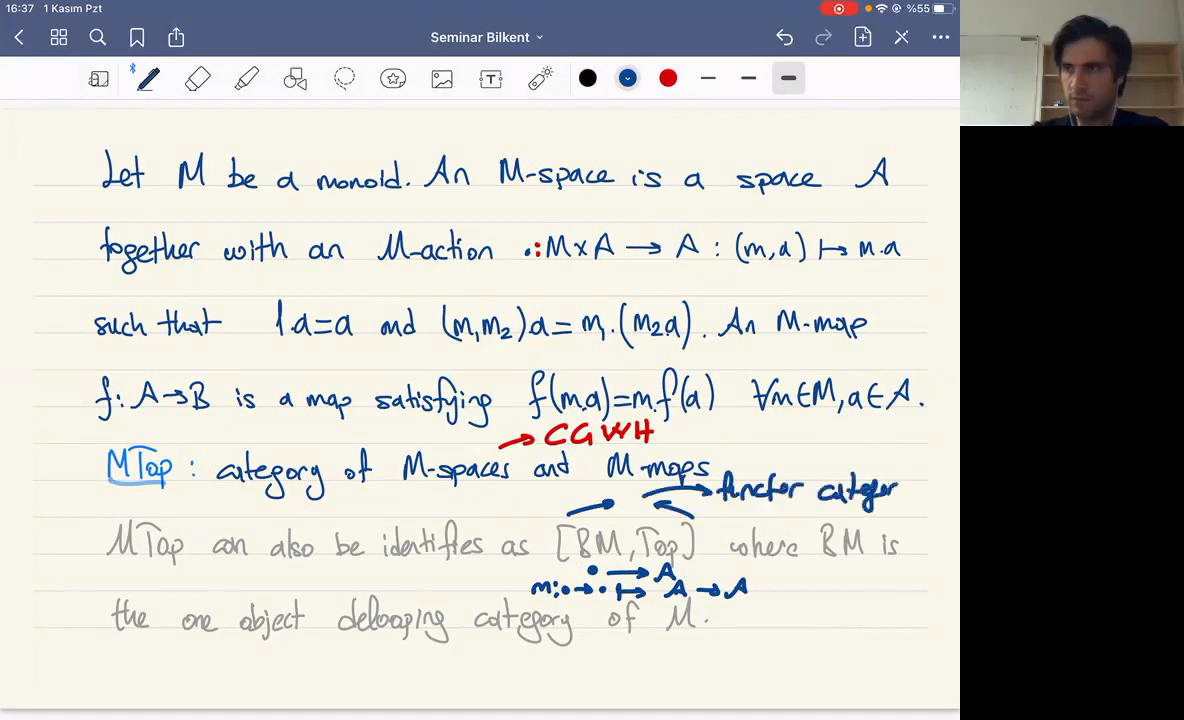 16:37 1 Kasım Pzt %55
Seminar Bilkent
Let M be a monoid. An M-space is a space A
together with an M-action .: M×A → A : (m,a) ↦ m.a
such that 1.a=a and (m₁m₂)a=m₁.(m₂a). An M-map
f: A→B is a map satisfying f(m.a)=m.f(a) ∀m∈M, a∈A.
→ CGWH
MTop : category of M-spaces and M-maps
functor categor
MTop can also be identifies as [BM,Top] where BM is
• → A
m:•→• ↦ A → A
the one object delooping category of M.